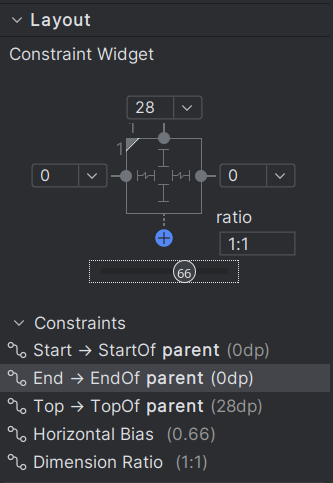 Layout
Constraint Widget
28
1
0
0
ratio
1:1
66
Constraints
Start → StartOf parent (0dp)
End → EndOf parent (0dp)
Top → TopOf parent (28dp)
Horizontal Bias (0.66)
Dimension Ratio (1:1)